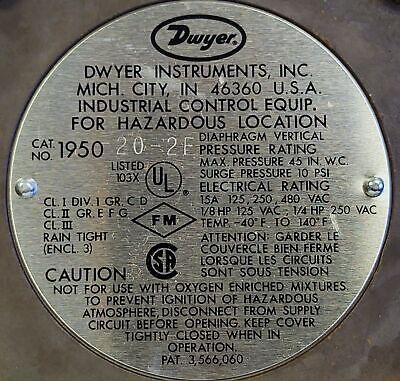 Dwyer
DWYER INSTRUMENTS, INC.
MICH. CITY, IN 46360 U.S.A.
INDUSTRIAL CONTROL EQUIP.
FOR HAZARDOUS LOCATION
CAT. NO. 1950 20-2F
DIAPHRAGM VERTICAL
PRESSURE RATING
MAX. PRESSURE 45 IN. W.C.
SURGE PRESSURE 10 PSI
ELECTRICAL RATING
15A 125, 250, 480 VAC
1/8 HP 125 VAC, 1/4 HP 250 VAC
TEMP. -40°F TO 140°F
LISTED
103X
UL
CL. I DIV. I GR. C D
CL. II GR. E F G
CL. III
RAIN TIGHT
(ENCL. 3)
FM
ATTENTION: GARDER LE
COUVERCLE BIEN FERME
LORSQUE LES CIRCUITS
SONT SOUS TENSION
SA
CAUTION
NOT FOR USE WITH OXYGEN ENRICHED MIXTURES
TO PREVENT IGNITION OF HAZARDOUS
ATMOSPHERE, DISCONNECT FROM SUPPLY
CIRCUIT BEFORE OPENING KEEP COVER
TIGHTLY CLOSED WHEN IN
OPERATION.
PAT. 3,566,060